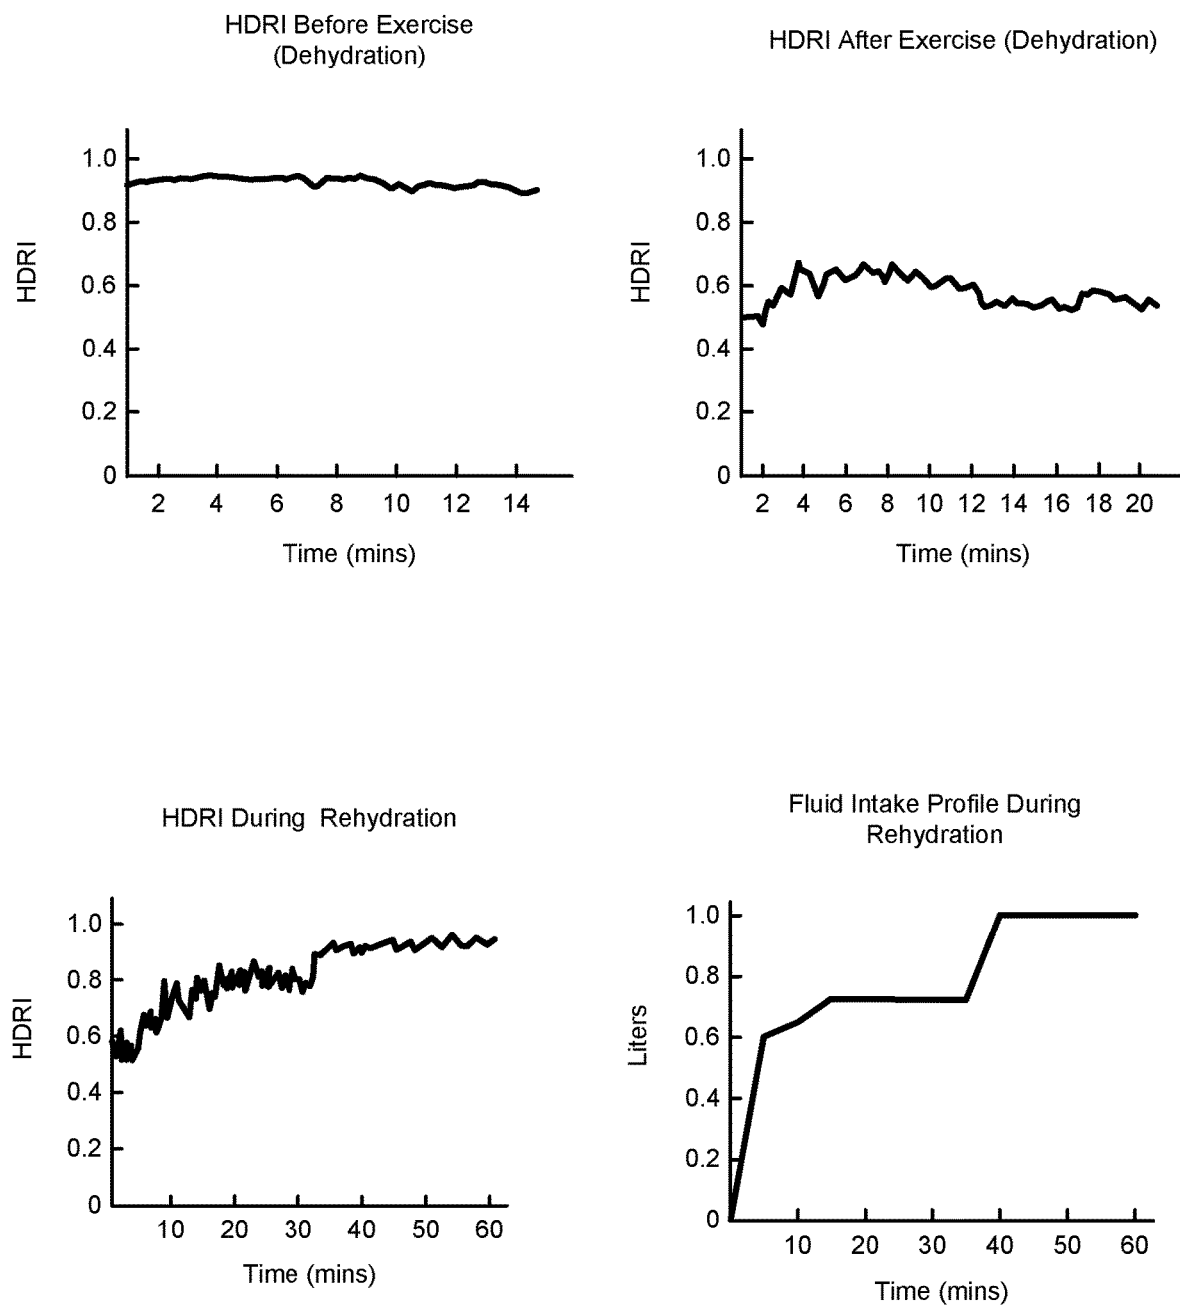 HDRI Before Exercise
(Dehydration)
1.0
0.8
0.6
0.4
0.2
0
HDRI
2 4 6 8 10 12 14
Time (mins)
HDRI After Exercise (Dehydration)
1.0
0.8
0.6
0.4
0.2
0
HDRI
2 4 6 8 10 12 14 16 18 20
Time (mins)
HDRI During Rehydration
1.0
0.8
0.6
0.4
0.2
0
HDRI
10 20 30 40 50 60
Time (mins)
Fluid Intake Profile During
Rehydration
1.0
0.8
0.6
0.4
0.2
0
Liters
10 20 30 40 50 60
Time (mins)